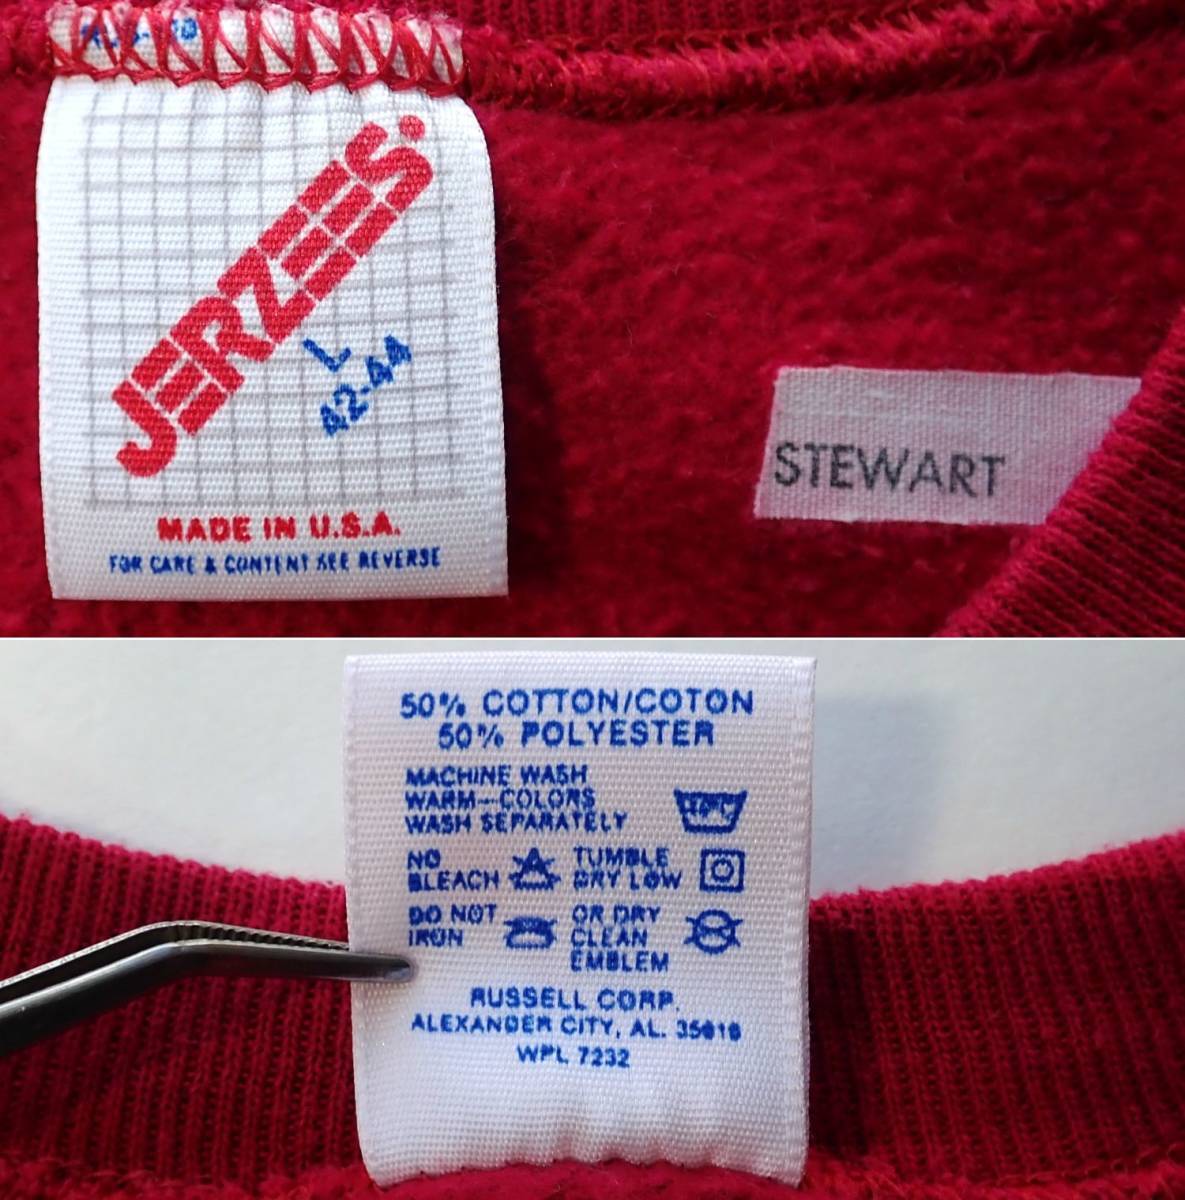 JERZEES
L
42-44
MADE IN U.S.A.
FOR CARE & CONTENT SEE REVERSE
STEWART
50% COTTON/COTON
50% POLYESTER
MACHINE WASH
WARM-COLORS
WASH SEPARATELY
NO
BLEACH
TUMBLE
DRY LOW
DO NOT
IRON
OR DRY
CLEAN
EMBLEM
RUSSELL CORP.
ALEXANDER CITY, AL. 35010
WPL 7232